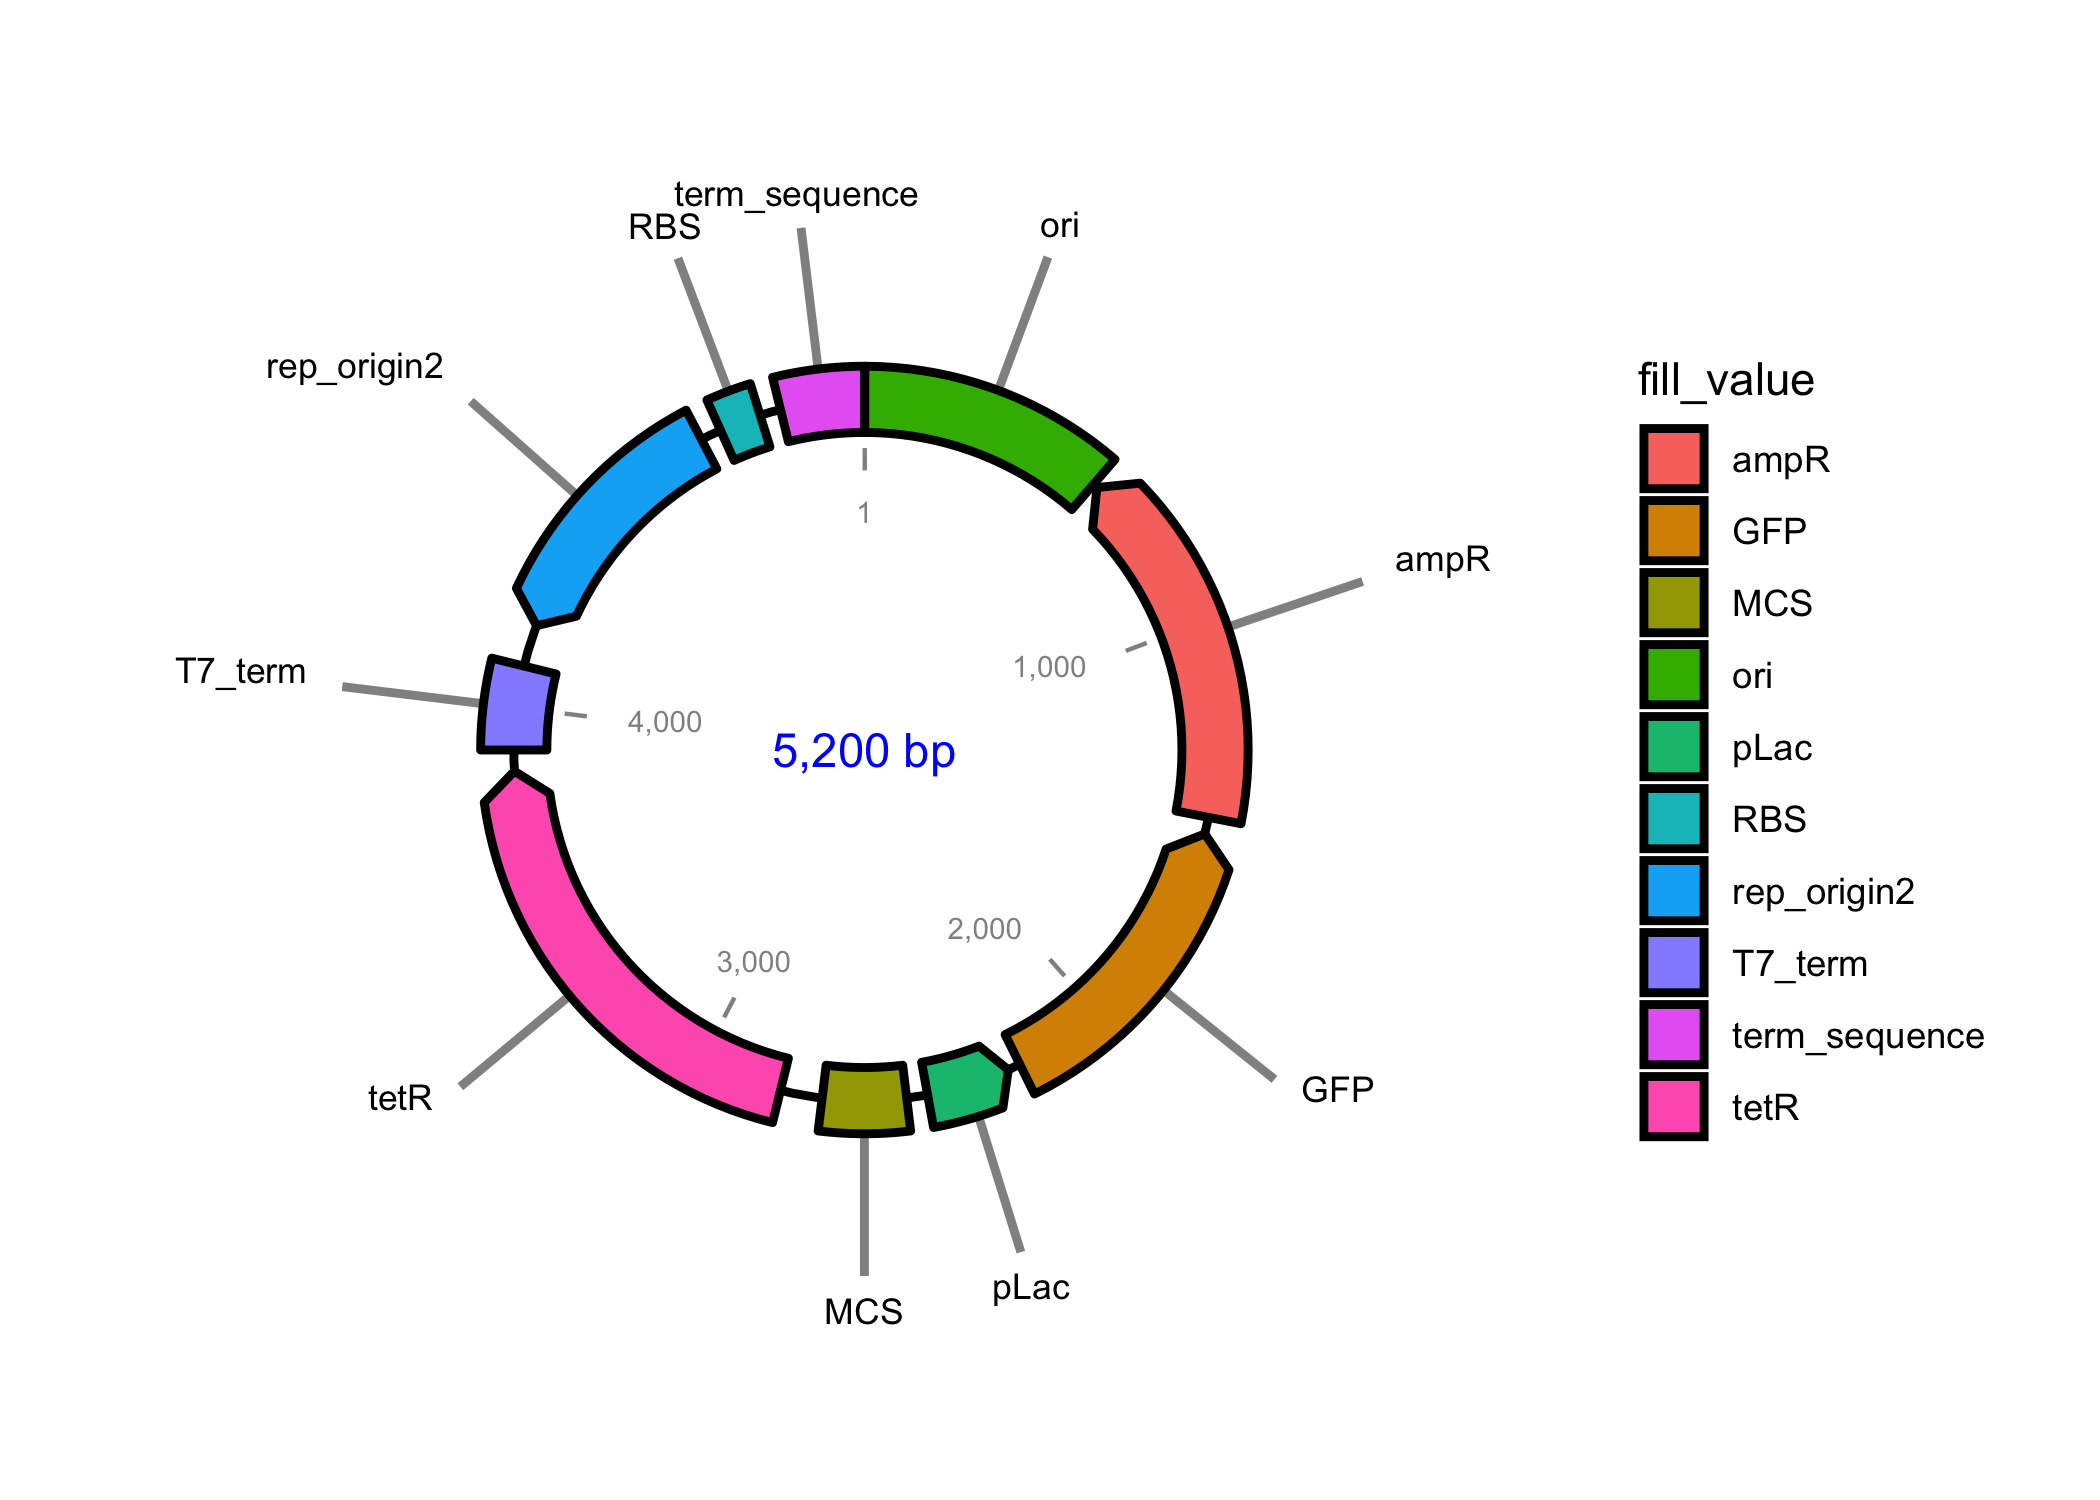 term_sequence
RBS
ori
rep_origin2
ampR
T7_term
GFP
tetR
pLac
MCS
1
1,000
2,000
3,000
4,000
5,200 bp
fill_value
ampR
GFP
MCS
ori
pLac
RBS
rep_origin2
T7_term
term_sequence
tetR